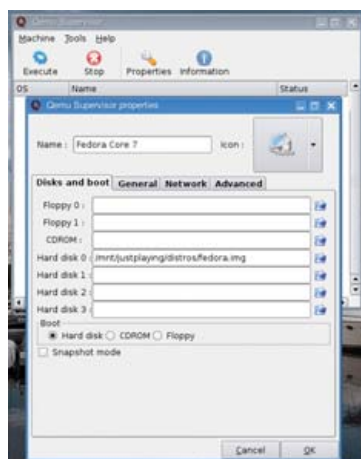 Qemu Supervisor
Machine Tools Help
Execute Stop Properties Information
OS Name Status
Qemu Supervisor properties
Name : Fedora Core 7 Icon :
Disks and boot General Network Advanced
Floppy 0 :
Floppy 1 :
CDROM :
Hard disk 0 : /mnt/justplaying/distros/fedora.img
Hard disk 1 :
Hard disk 2 :
Hard disk 3 :
Boot
Hard disk CDROM Floppy
Snapshot mode
Cancel OK